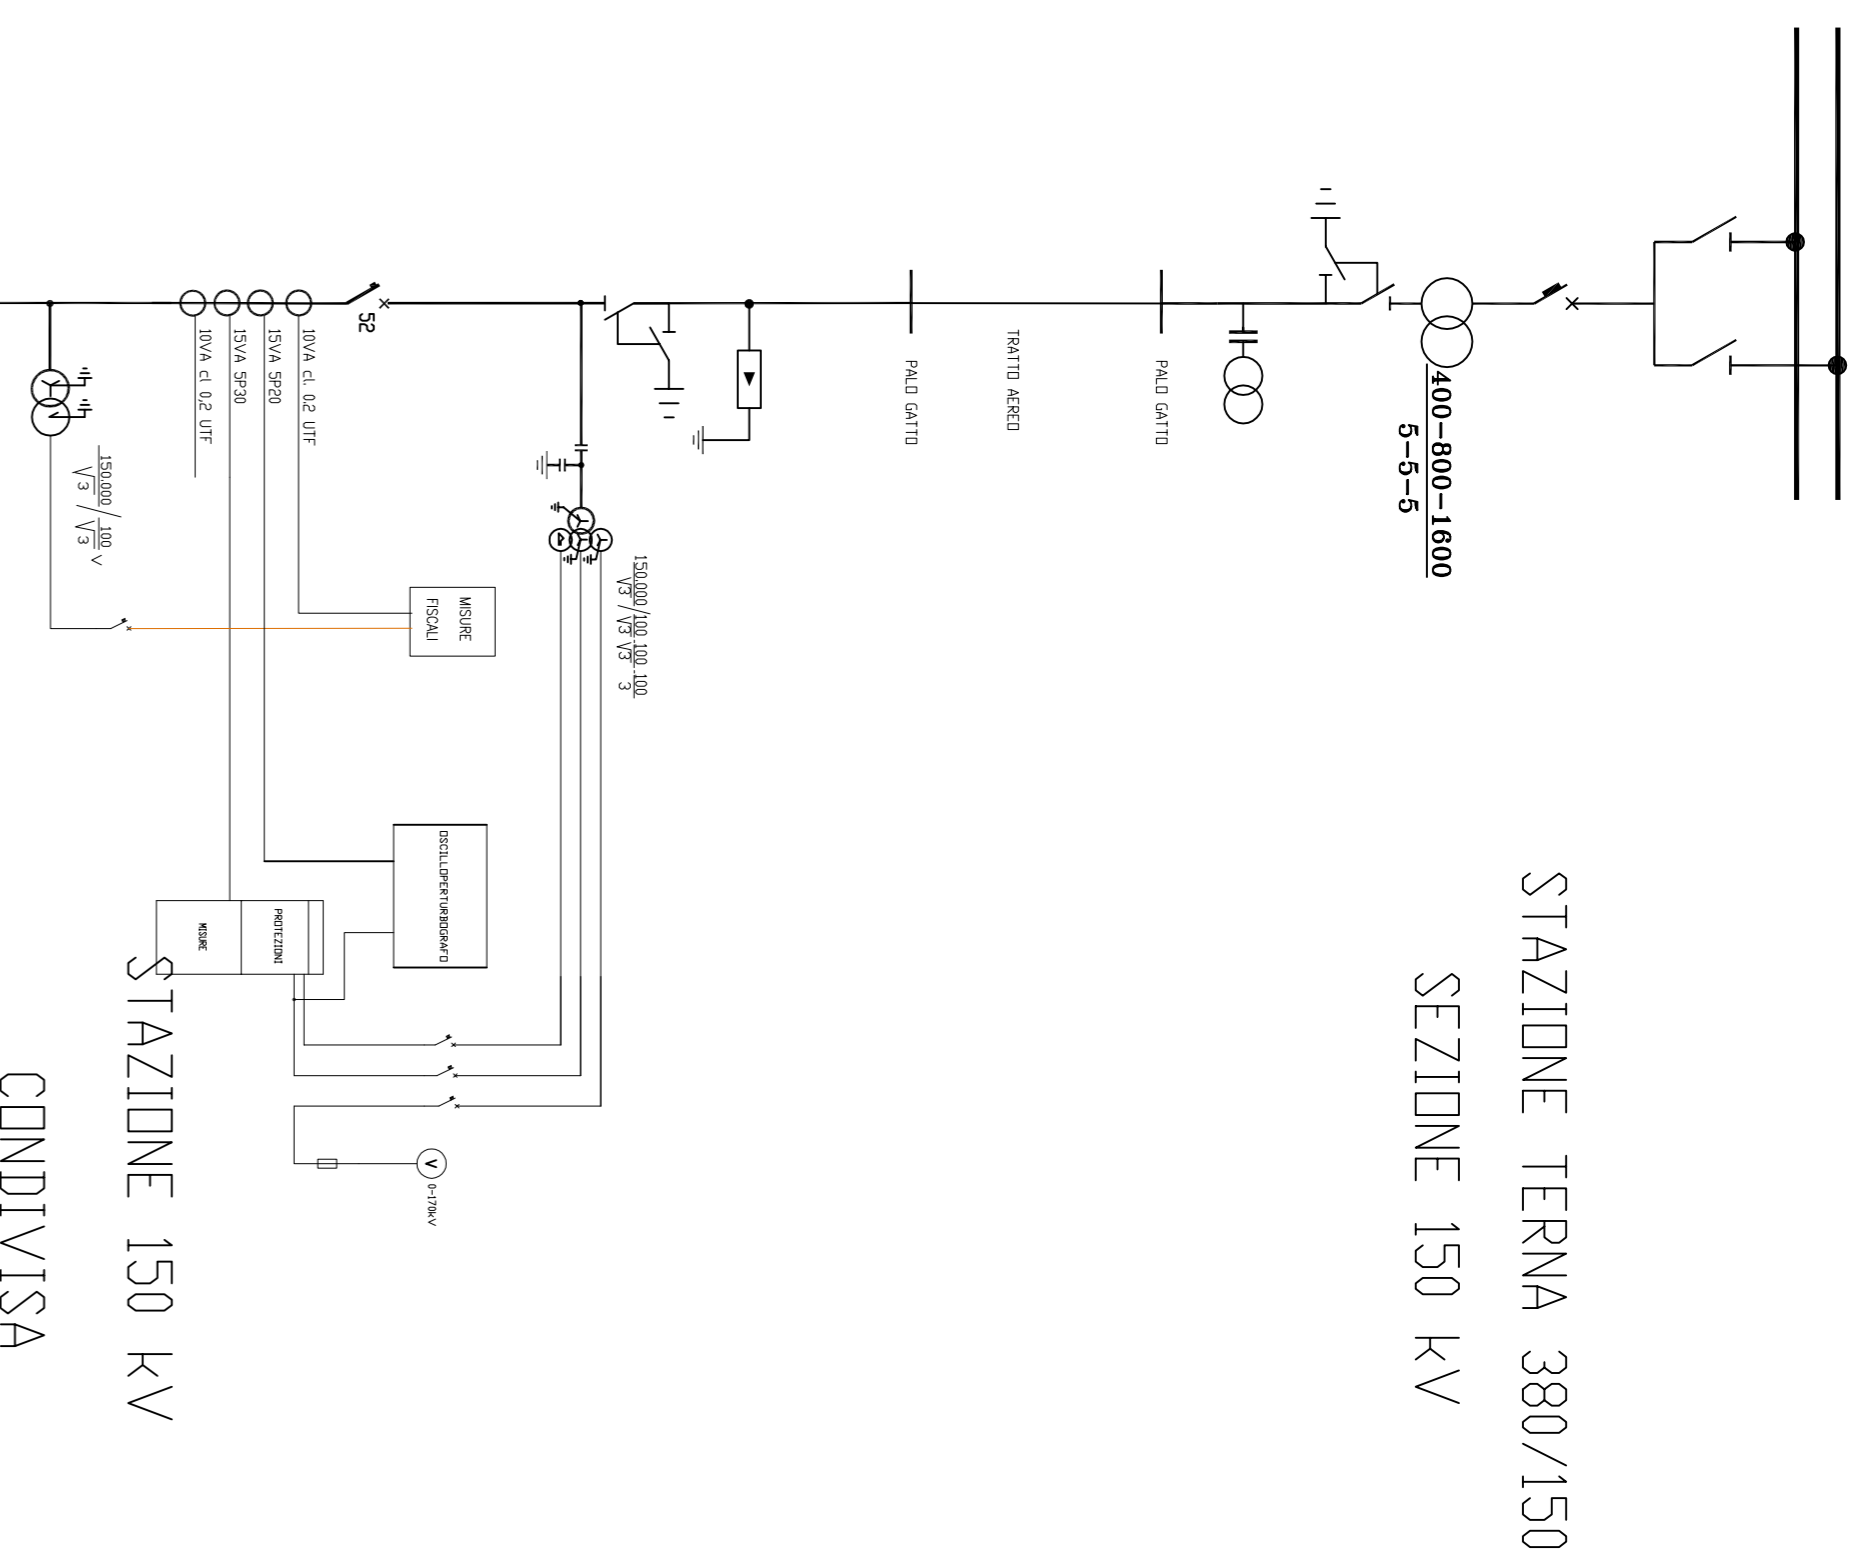 STAZIONE TERNA 380/150
SEZIONE 150 kV
400-800-1600
5-5-5
PALO GATTO
TRATTO AEREO
PALO GATTO
150.000/100 100 100
√3 / √3 √3 3
52
10VA cl. 0.2 UTF
15VA 5P20
15VA 5P30
10VA cl 0,2 UTF
150.000 / 100 V
√3 / √3
MISURE
FISCALI
OSCILLOPERTURBOGRAFO
PROTEZIONI
MISURE
V
0-170kV
STAZIONE 150 kV
CONDIVISA